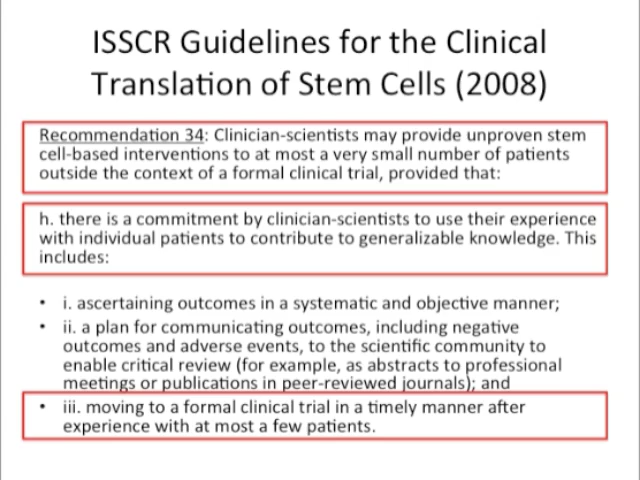 ISSCR Guidelines for the Clinical
Translation of Stem Cells (2008)
Recommendation 34: Clinician-scientists may provide unproven stem
cell-based interventions to at most a very small number of patients
outside the context of a formal clinical trial, provided that:
h. there is a commitment by clinician-scientists to use their experience
with individual patients to contribute to generalizable knowledge. This
includes:
• i. ascertaining outcomes in a systematic and objective manner;
• ii. a plan for communicating outcomes, including negative
outcomes and adverse events, to the scientific community to
enable critical review (for example, as abstracts to professional
meetings or publications in peer-reviewed journals); and
• iii. moving to a formal clinical trial in a timely manner after
experience with at most a few patients.